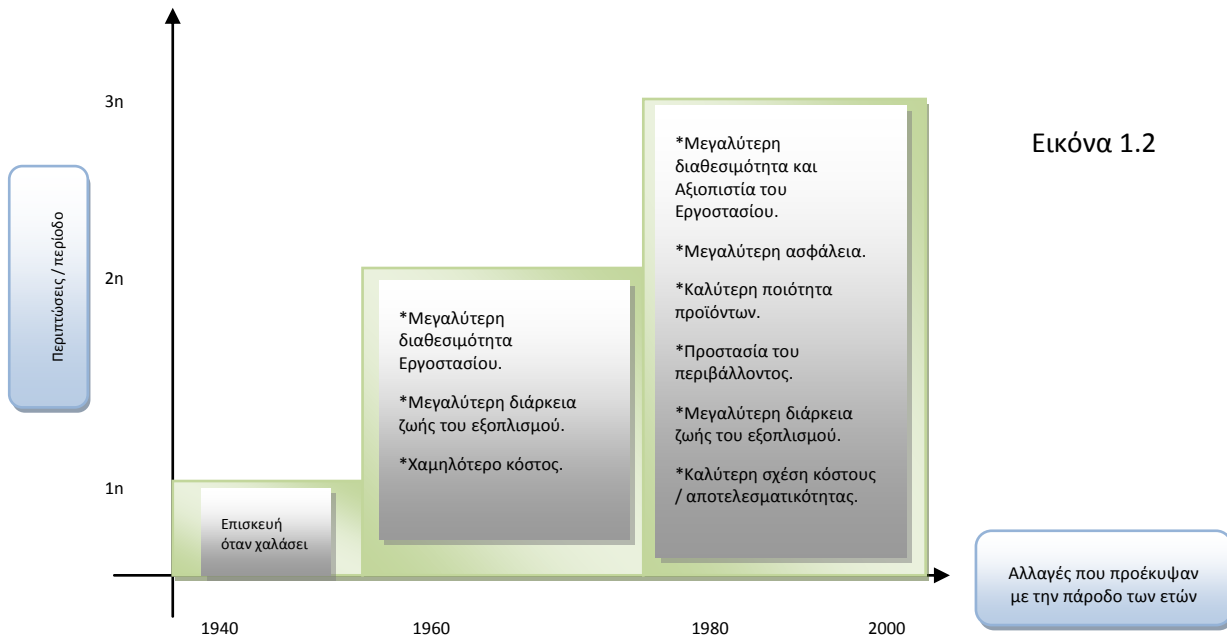 3η
2η
1η
Περιπτώσεις / περίοδο
Επισκευή
όταν χαλάσει
*Μεγαλύτερη
διαθεσιμότητα
Εργοστασίου.
*Μεγαλύτερη διάρκεια
ζωής του εξοπλισμού.
*Χαμηλότερο κόστος.
*Μεγαλύτερη
διαθεσιμότητα και
Αξιοπιστία του
Εργοστασίου.
*Μεγαλύτερη ασφάλεια.
*Καλύτερη ποιότητα
προϊόντων.
*Προστασία του
περιβάλλοντος.
*Μεγαλύτερη διάρκεια
ζωής του εξοπλισμού.
*Καλύτερη σχέση κόστους
/ αποτελεσματικότητας.
Εικόνα 1.2
Αλλαγές που προέκυψαν
με την πάροδο των ετών
1940
1960
1980
2000